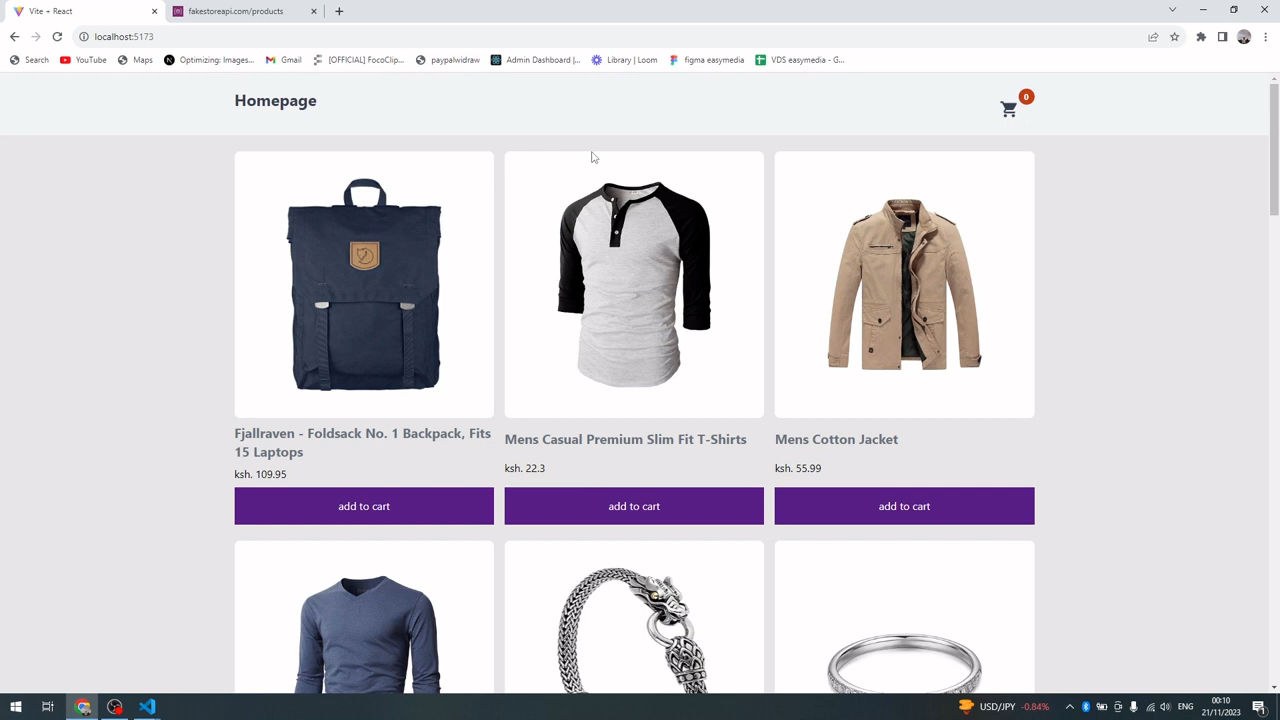 Vite + React
fakestoreapi.com/products
localhost:5173
Search
YouTube
Maps
Optimizing: Images...
Gmail
[OFFICIAL] FocoClip...
paypalwidraw
Admin Dashboard |...
Library | Loom
figma easymedia
VDS easymedia - G...
Homepage
0
Fjallraven - Foldsack No. 1 Backpack, Fits
15 Laptops
ksh. 109.95
add to cart
Mens Casual Premium Slim Fit T-Shirts
ksh. 22.3
add to cart
Mens Cotton Jacket
ksh. 55.99
add to cart
USD/JPY -0.84%
ENG
00:10
21/11/2023
1